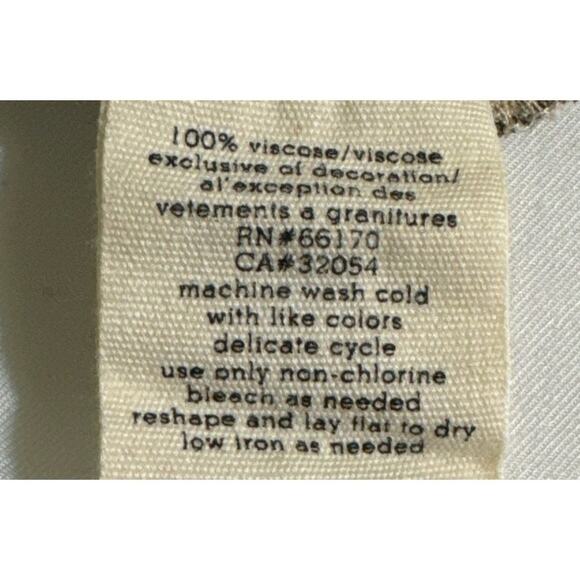 100% viscose/viscose
exclusive of decoration/
al'exception des
vetements a granitures
RN#66170
CA#32054
machine wash cold
with like colors
delicate cycle
use only non-chlorine
bleach as needed
reshape and lay flat to dry
low iron as needed